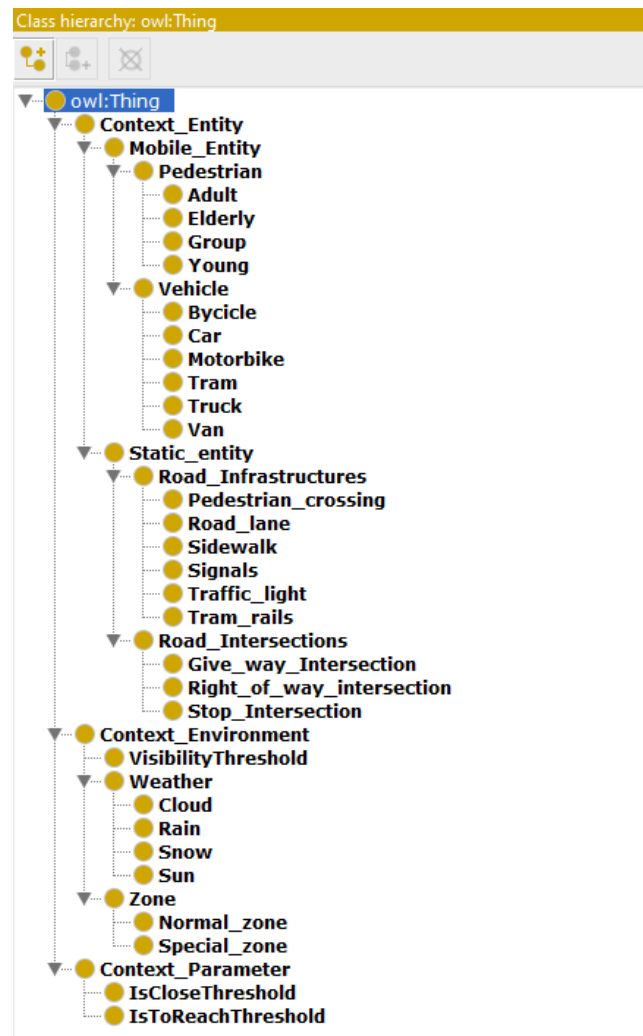 Class hierarchy: owl:Thing
owl:Thing
Context_Entity
Mobile_Entity
Pedestrian
Adult
Elderly
Group
Young
Vehicle
Bycicle
Car
Motorbike
Tram
Truck
Van
Static_entity
Road_Infrastructures
Pedestrian_crossing
Road_lane
Sidewalk
Signals
Traffic_light
Tram_rails
Road_Intersections
Give_way_Intersection
Right_of_way_intersection
Stop_Intersection
Context_Environment
VisibilityThreshold
Weather
Cloud
Rain
Snow
Sun
Zone
Normal_zone
Special_zone
Context_Parameter
IsCloseThreshold
IsToReachThreshold